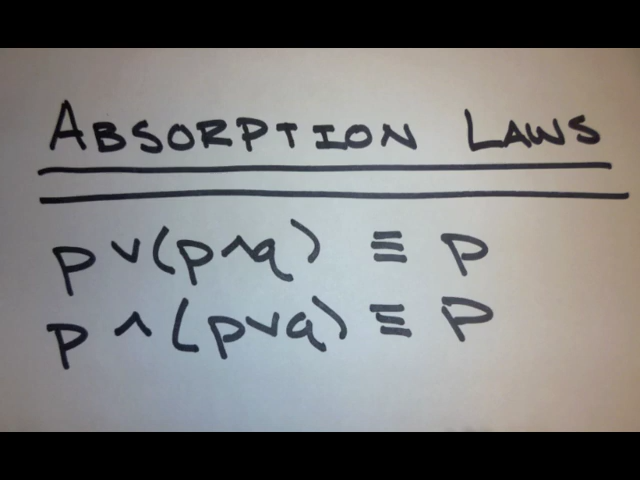 ABSORPTION LAWS
p ∨ (p ∧ q) ≡ p
p ∧ (p ∨ q) ≡ p